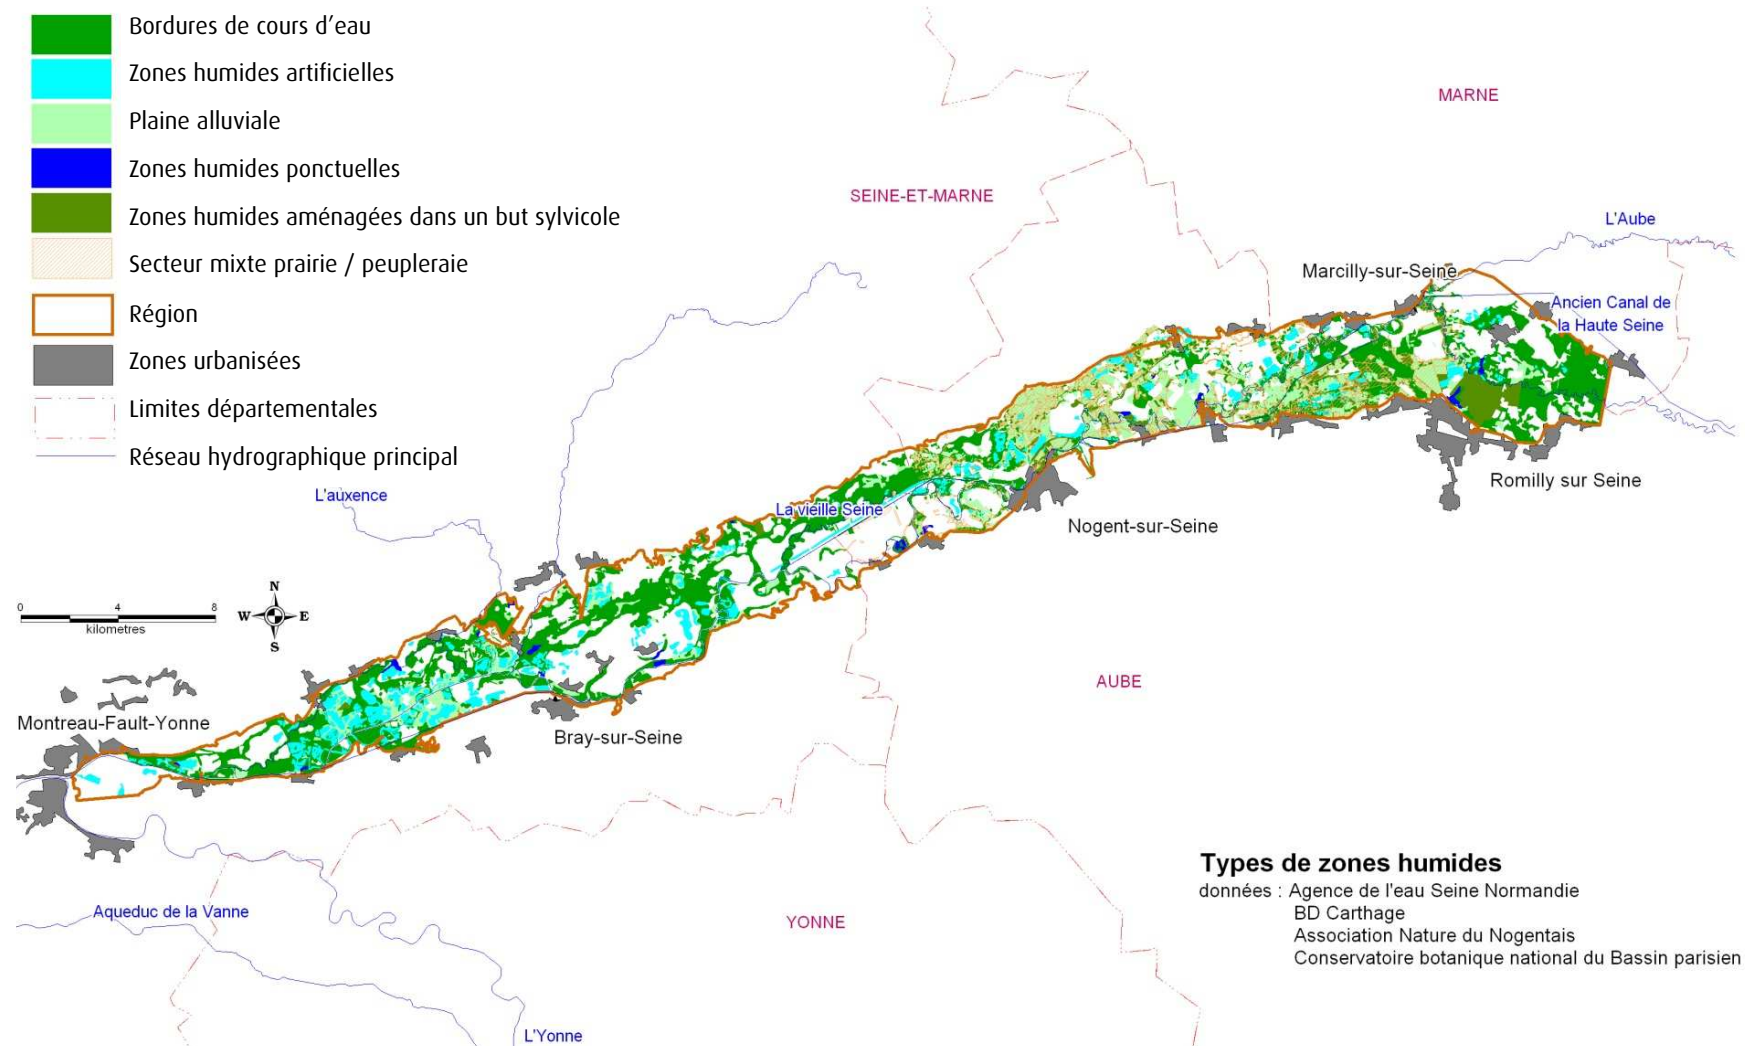 Bordures de cours d’eau
Zones humides artificielles
Plaine alluviale
Zones humides ponctuelles
Zones humides aménagées dans un but sylvicole
Secteur mixte prairie / peupleraie
Région
Zones urbanisées
Limites départementales
Réseau hydrographique principal
MARNE
SEINE-ET-MARNE
L'Aube
Marcilly-sur-Seine
Ancien Canal de
la Haute Seine
Romilly sur Seine
L'auxence
La vieille Seine
Nogent-sur-Seine
0 4 8
kilometres
N
W E
S
AUBE
Montreau-Fault-Yonne
Bray-sur-Seine
Aqueduc de la Vanne
YONNE
L'Yonne
Types de zones humides
données : Agence de l'eau Seine Normandie
BD Carthage
Association Nature du Nogentais
Conservatoire botanique national du Bassin parisien